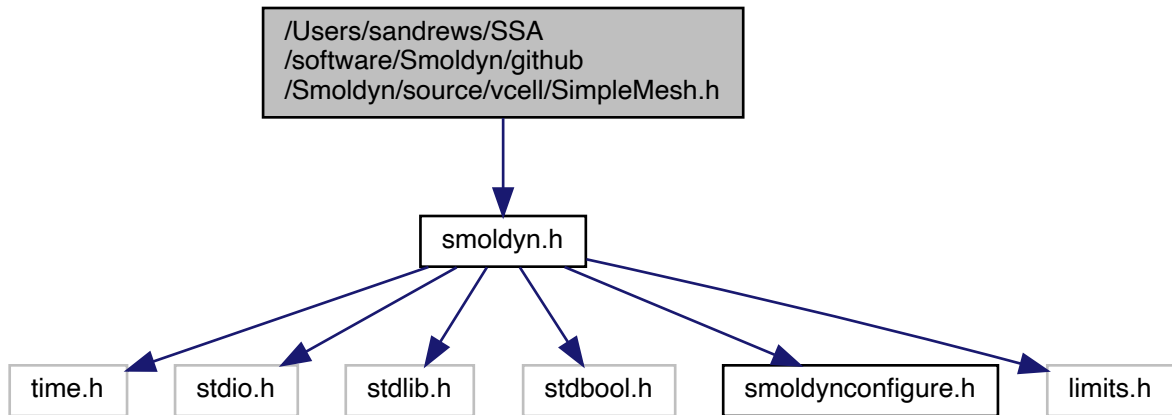 /Users/sandrews/SSA
/software/Smoldyn/github
/Smoldyn/source/vcell/SimpleMesh.h
smoldyn.h
time.h
stdio.h
stdlib.h
stdbool.h
smoldynconfigure.h
limits.h